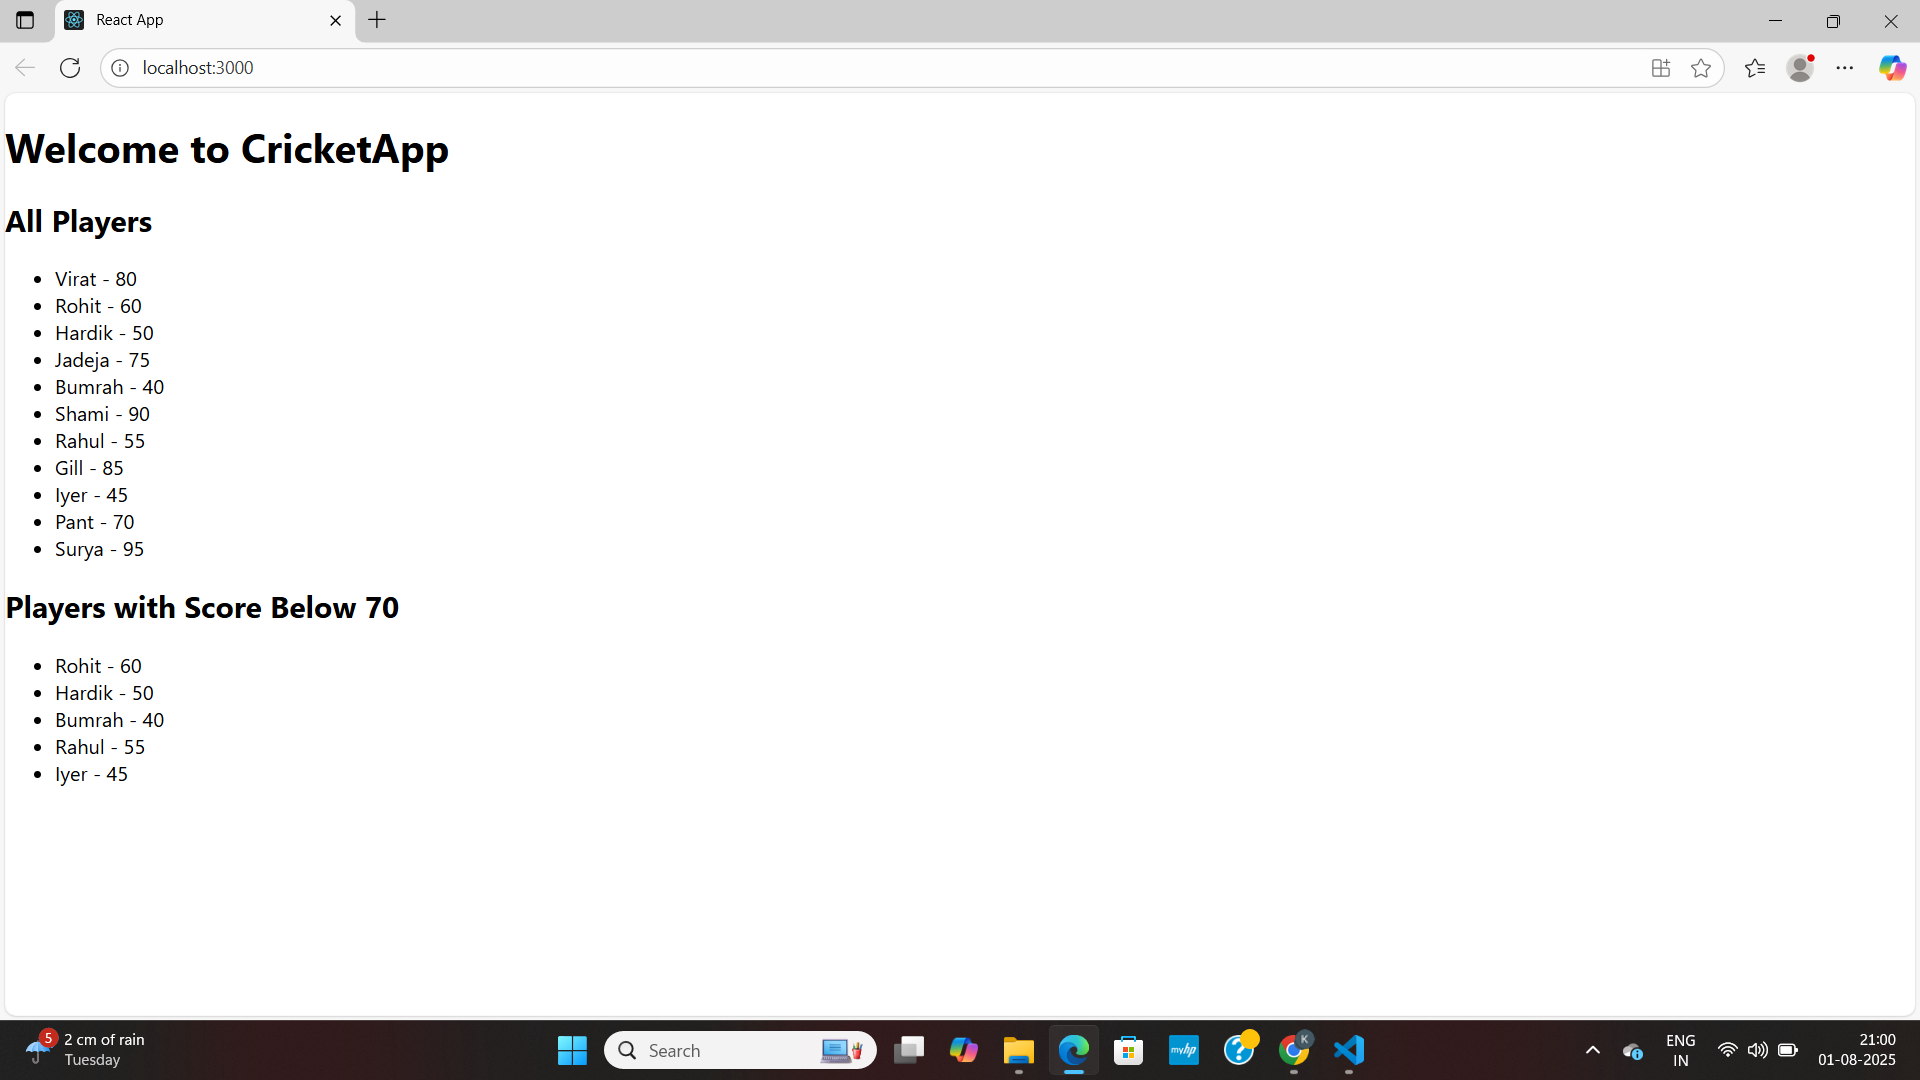 React App
localhost:3000
Welcome to CricketApp
All Players
• Virat - 80
• Rohit - 60
• Hardik - 50
• Jadeja - 75
• Bumrah - 40
• Shami - 90
• Rahul - 55
• Gill - 85
• Iyer - 45
• Pant - 70
• Surya - 95
Players with Score Below 70
• Rohit - 60
• Hardik - 50
• Bumrah - 40
• Rahul - 55
• Iyer - 45
5
2 cm of rain
Tuesday
Search
myhp
?
K
ENG
IN
21:00
01-08-2025